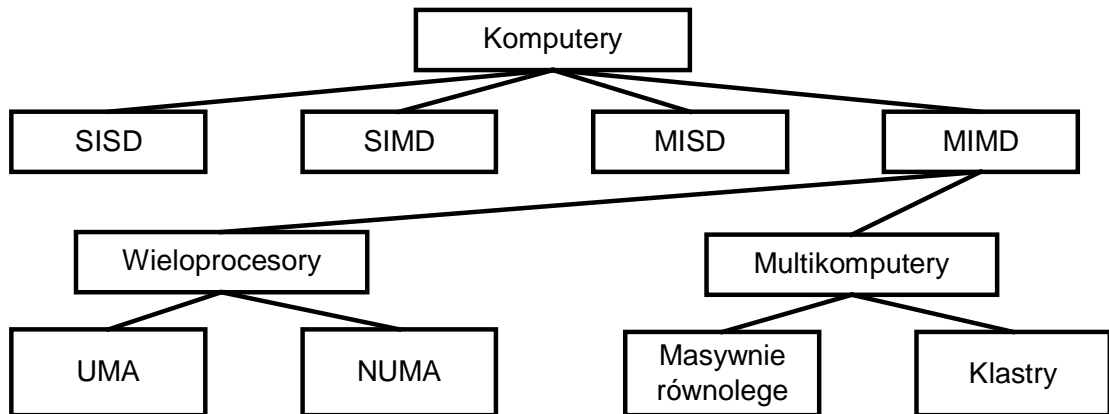 Komputery
SISD
SIMD
MISD
MIMD
Wieloprocesory
Multikomputery
UMA
NUMA
Masywnie
równolege
Klastry